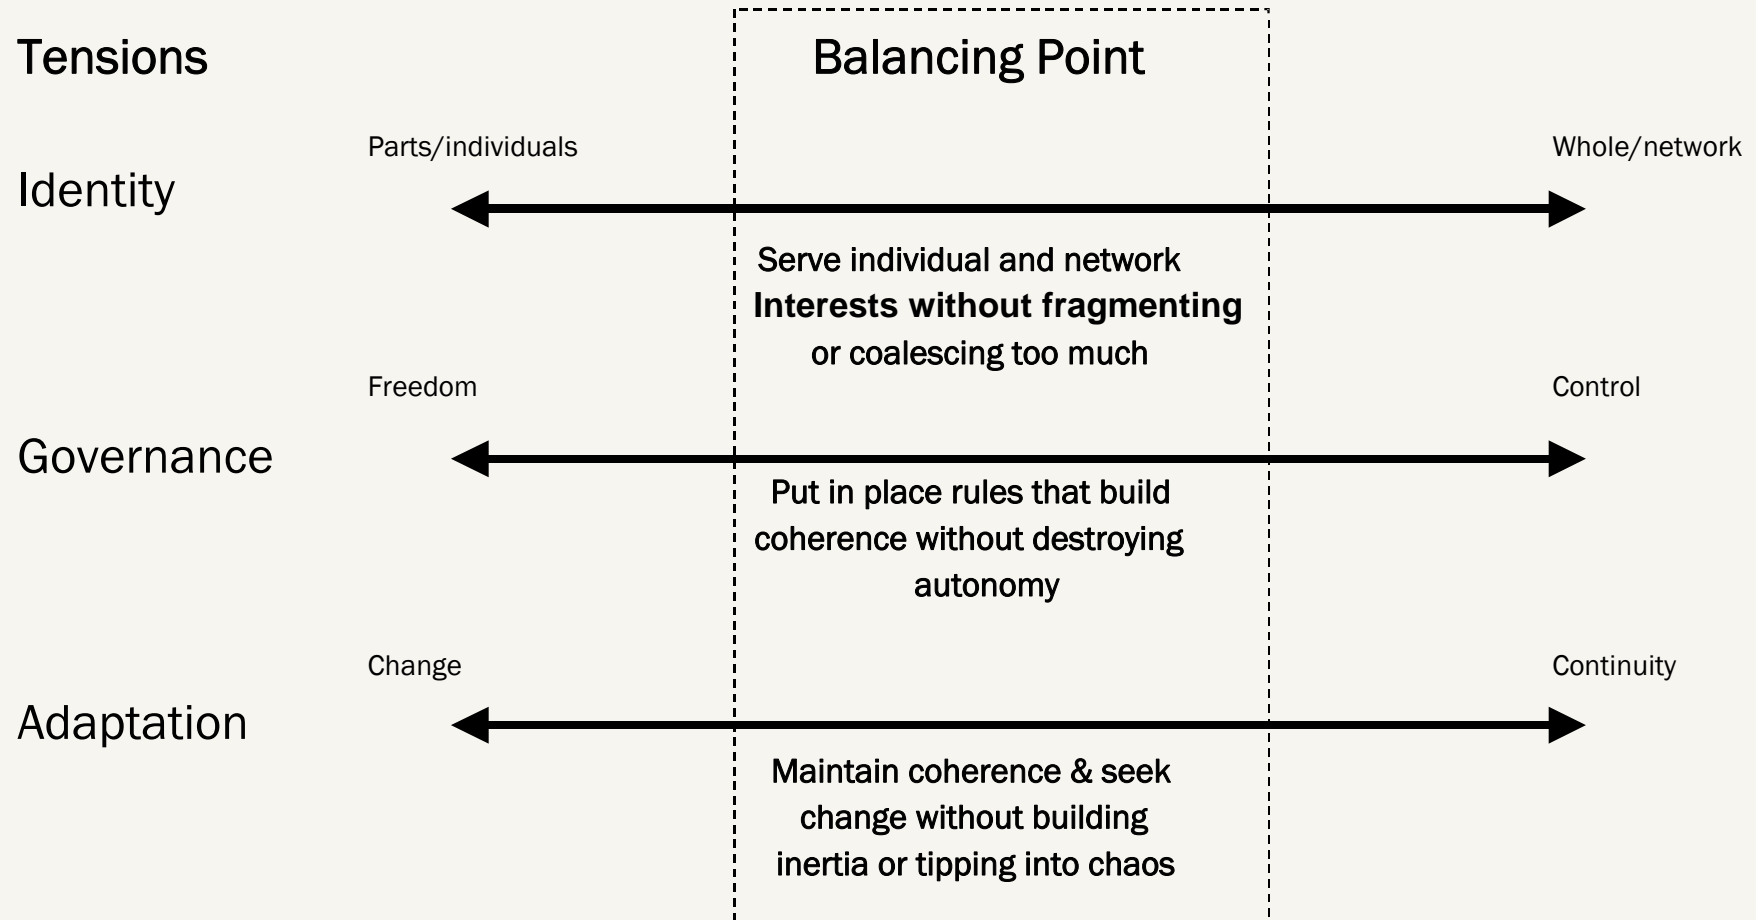 Tensions
Balancing Point
Parts/individuals
Whole/network
Identity
Serve individual and network
Interests without fragmenting
or coalescing too much
Freedom
Control
Governance
Put in place rules that build
coherence without destroying
autonomy
Change
Continuity
Adaptation
Maintain coherence & seek
change without building
inertia or tipping into chaos